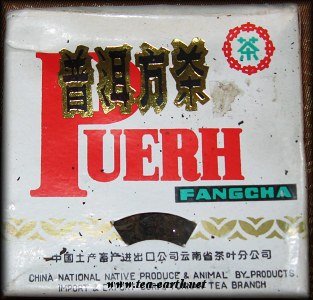 普洱方茶
茶
PUERH
FANGCHA
中国土产畜产进出口公司云南省茶叶分公司
CHINA NATIONAL NATIVE PRODUCE & ANIMAL BY-PRODUCTS
IMPORT & EXPORT TEA BRANCH
www.tea-earth.net